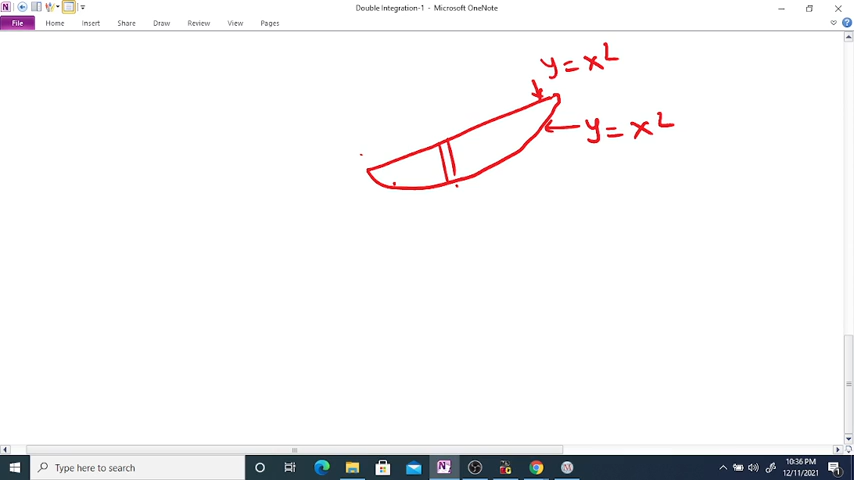 Double Integration-1 - Microsoft OneNote
File Home Insert Share Draw Review View Pages
y = x²
y = x²
Type here to search
10:36 PM
12/11/2021